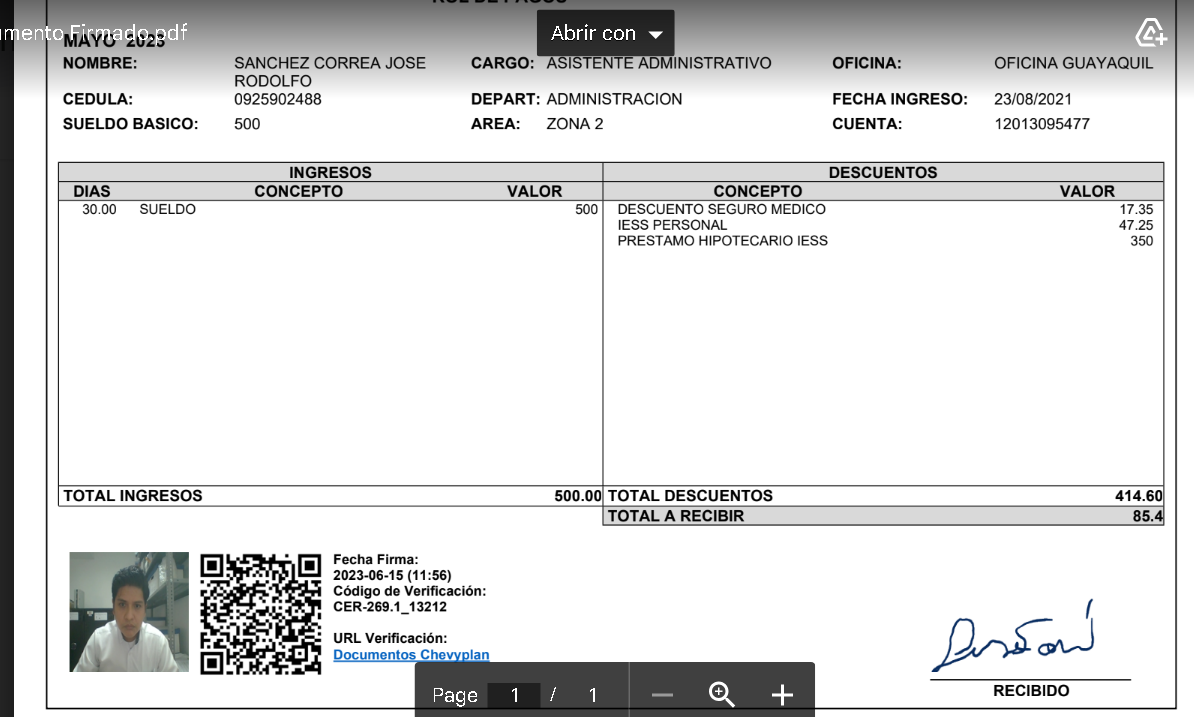 ROL DE PAGOS
mento Firmado.pdf
Abrir con
MAYO 2023
NOMBRE: SANCHEZ CORREA JOSE RODOLFO CARGO: ASISTENTE ADMINISTRATIVO OFICINA: OFICINA GUAYAQUIL
CEDULA: 0925902488 DEPART: ADMINISTRACION FECHA INGRESO: 23/08/2021
SUELDO BASICO: 500 AREA: ZONA 2 CUENTA: 12013095477
INGRESOS DESCUENTOS
DIAS CONCEPTO VALOR CONCEPTO VALOR
30.00 SUELDO 500 DESCUENTO SEGURO MEDICO 17.35
IESS PERSONAL 47.25
PRESTAMO HIPOTECARIO IESS 350
TOTAL INGRESOS 500.00 TOTAL DESCUENTOS 414.60
TOTAL A RECIBIR 85.4
Fecha Firma:
2023-06-15 (11:56)
Código de Verificación:
CER-269.1_13212
URL Verificación:
Documentos Chevyplan
RECIBIDO
Page 1 / 1